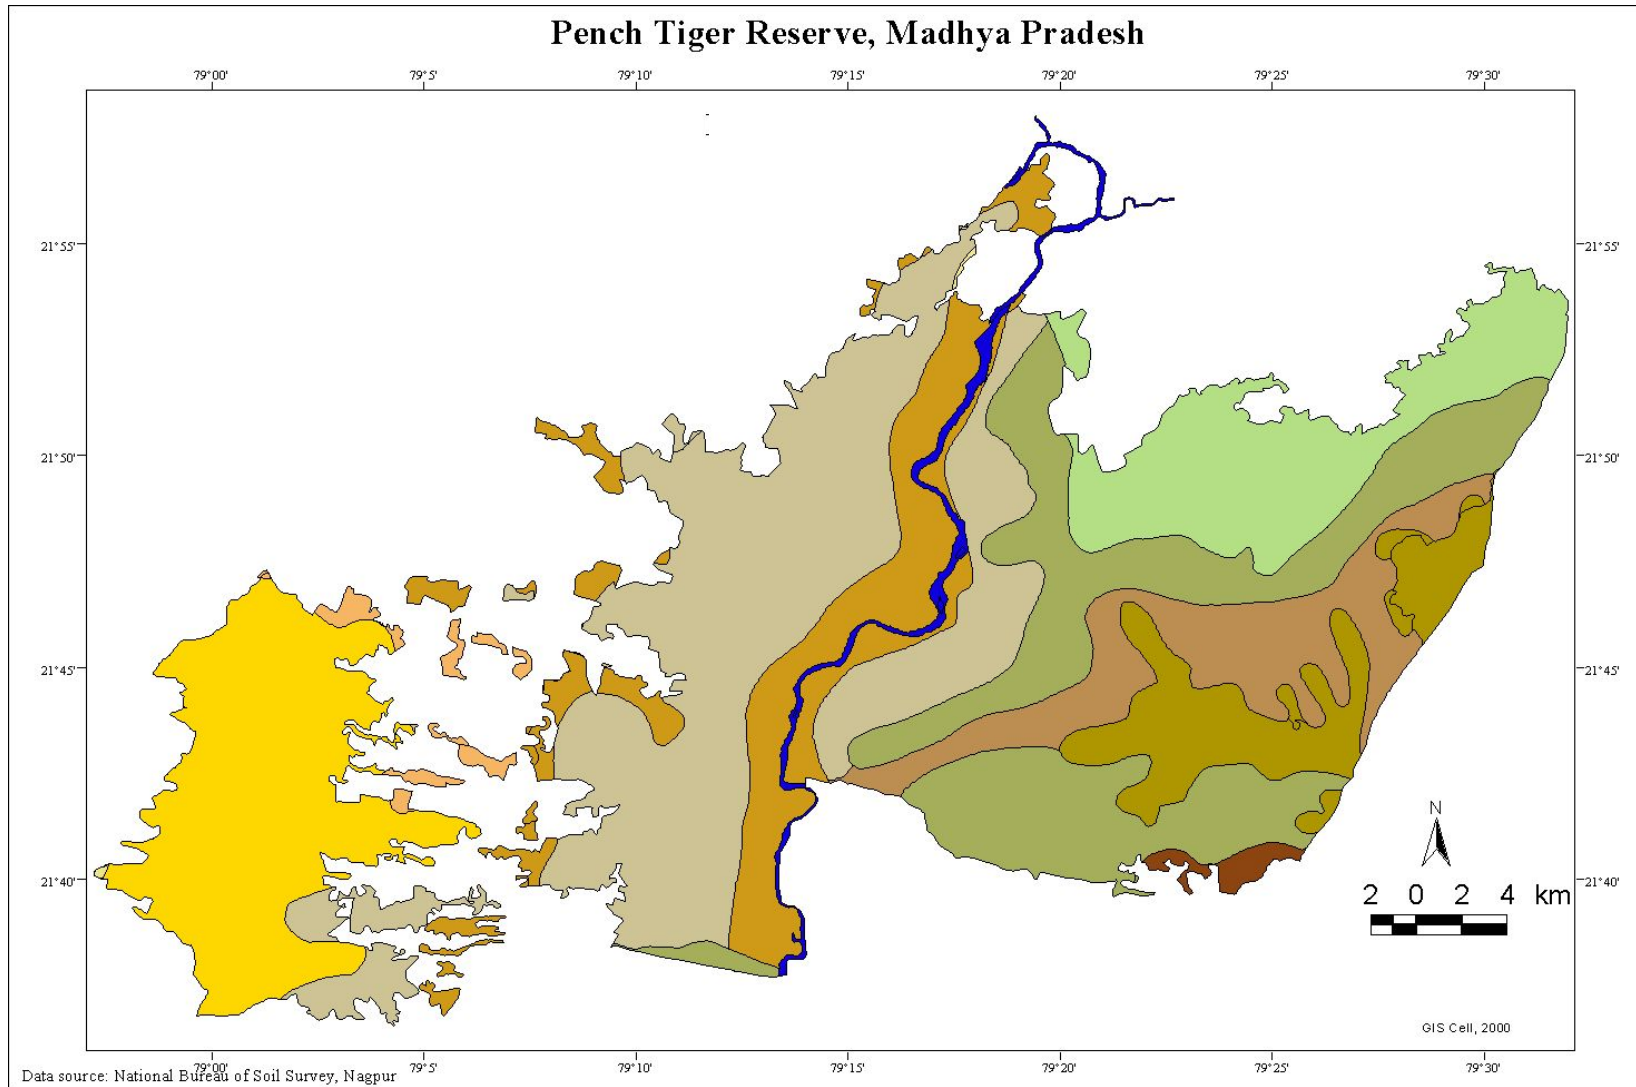 Pench Tiger Reserve, Madhya Pradesh
79°00' 79°5' 79°10' 79°15' 79°20' 79°25' 79°30'
21°55' 21°55'
21°50' 21°50'
21°45' 21°45'
N
21°40' 21°40'
2 0 2 4 km
GIS Cell, 2000
79°00' 79°5' 79°10' 79°15' 79°20' 79°25' 79°30'
Data source: National Bureau of Soil Survey, Nagpur